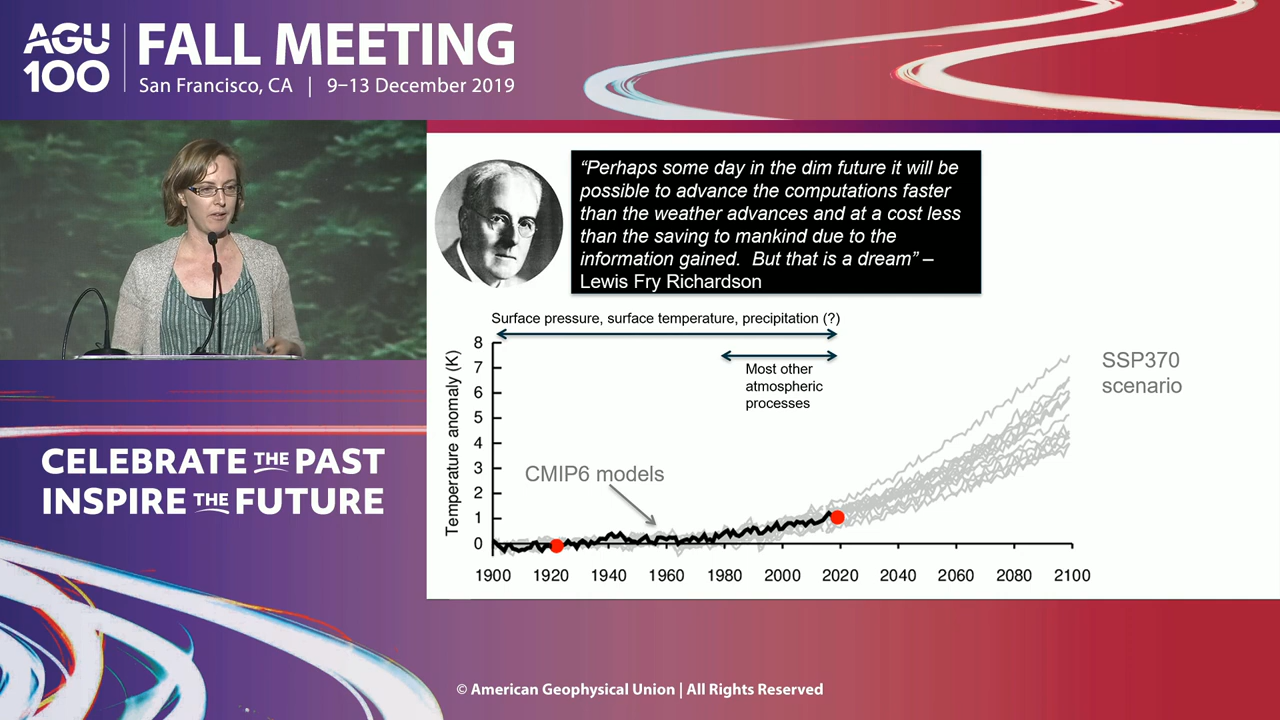 AGU
100
FALL MEETING
San Francisco, CA | 9–13 December 2019
“Perhaps some day in the dim future it will be
possible to advance the computations faster
than the weather advances and at a cost less
than the saving to mankind due to the
information gained. But that is a dream” –
Lewis Fry Richardson
Surface pressure, surface temperature, precipitation (?)
Most other
atmospheric
processes
SSP370
scenario
CMIP6 models
Temperature anomaly (K)
8
7
6
5
4
3
2
1
0
1900 1920 1940 1960 1980 2000 2020 2040 2060 2080 2100
CELEBRATE THE PAST
INSPIRE THE FUTURE
© American Geophysical Union | All Rights Reserved